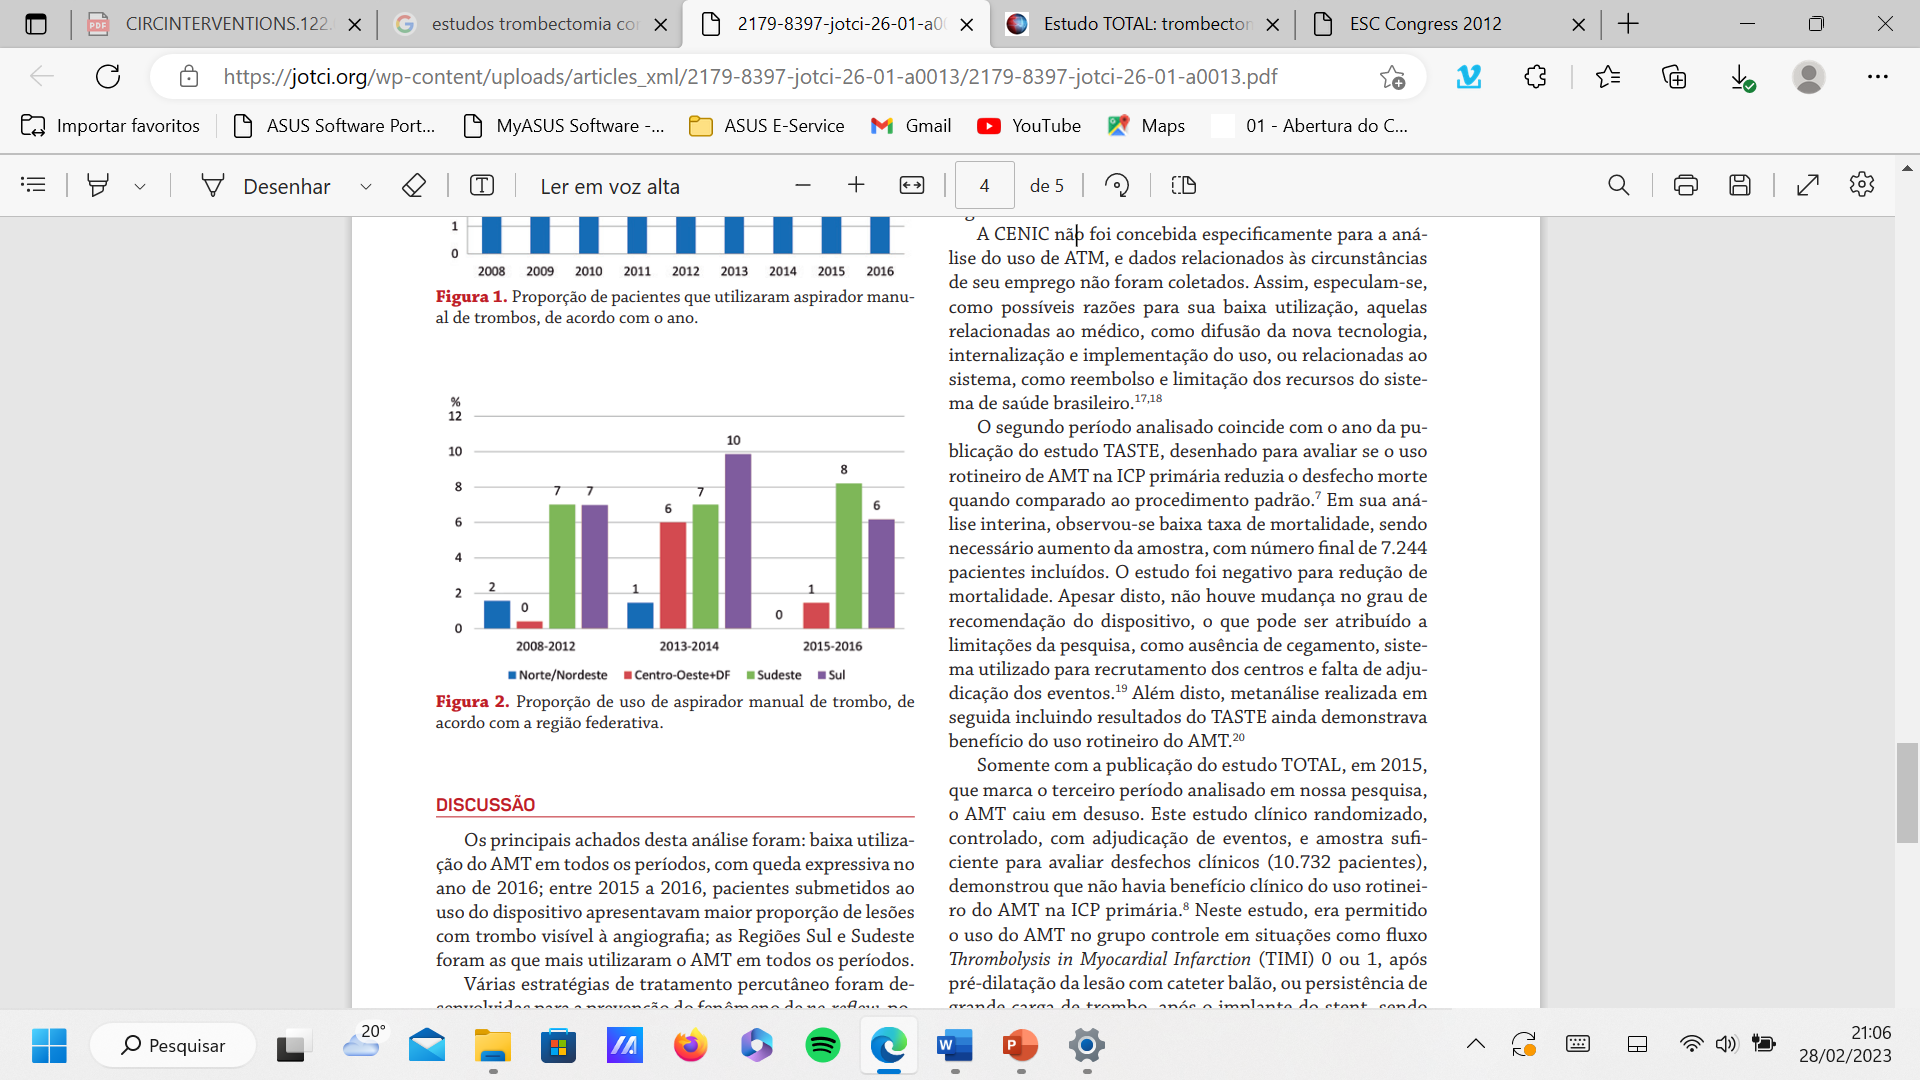 CIRCINTERVENTIONS.122.
estudos trombectomia co
2179-8397-jotci-26-01-a0
Estudo TOTAL: trombecto
ESC Congress 2012
https://jotci.org/wp-content/uploads/articles_xml/2179-8397-jotci-26-01-a0013/2179-8397-jotci-26-01-a0013.pdf
Importar favoritos
ASUS Software Port...
MyASUS Software -...
ASUS E-Service
Gmail
YouTube
Maps
01 - Abertura do C...
Desenhar
Ler em voz alta
4 de 5
1
0
2008 2009 2010 2011 2012 2013 2014 2015 2016
Figura 1. Proporção de pacientes que utilizaram aspirador manu-
al de trombos, de acordo com o ano.
%
12
10
8
6
4
2
0
2 0 7 7
1 6 7 10
0 1 8 6
2008-2012 2013-2014 2015-2016
Norte/Nordeste Centro-Oeste+DF Sudeste Sul
Figura 2. Proporção de uso de aspirador manual de trombo, de
acordo com a região federativa.
DISCUSSÃO
Os principais achados desta análise foram: baixa utiliza-
ção do AMT em todos os períodos, com queda expressiva no
ano de 2016; entre 2015 a 2016, pacientes submetidos ao
uso do dispositivo apresentavam maior proporção de lesões
com trombo visível à angiografia; as Regiões Sul e Sudeste
foram as que mais utilizaram o AMT em todos os períodos.
Várias estratégias de tratamento percutâneo foram de-
senvolvidas para a prevenção do fenômeno de no-reflow, po-
A CENIC não foi concebida especificamente para a aná-
lise do uso de ATM, e dados relacionados às circunstâncias
de seu emprego não foram coletados. Assim, especulam-se,
como possíveis razões para sua baixa utilização, aquelas
relacionadas ao médico, como difusão da nova tecnologia,
internalização e implementação do uso, ou relacionadas ao
sistema, como reembolso e limitação dos recursos do siste-
ma de saúde brasileiro.17,18
O segundo período analisado coincide com o ano da pu-
blicação do estudo TASTE, desenhado para avaliar se o uso
rotineiro de AMT na ICP primária reduzia o desfecho morte
quando comparado ao procedimento padrão.7 Em sua aná-
lise interina, observou-se baixa taxa de mortalidade, sendo
necessário aumento da amostra, com número final de 7.244
pacientes incluídos. O estudo foi negativo para redução de
mortalidade. Apesar disto, não houve mudança no grau de
recomendação do dispositivo, o que pode ser atribuído a
limitações da pesquisa, como ausência de cegamento, siste-
ma utilizado para recrutamento dos centros e falta de adju-
dicação dos eventos.19 Além disto, metanálise realizada em
seguida incluindo resultados do TASTE ainda demonstrava
benefício do uso rotineiro do AMT.20
Somente com a publicação do estudo TOTAL, em 2015,
que marca o terceiro período analisado em nossa pesquisa,
o AMT caiu em desuso. Este estudo clínico randomizado,
controlado, com adjudicação de eventos, e amostra sufi-
ciente para avaliar desfechos clínicos (10.732 pacientes),
demonstrou que não havia benefício clínico do uso rotinei-
ro do AMT na ICP primária.8 Neste estudo, era permitido
o uso do AMT no grupo controle em situações como fluxo
Thrombolysis in Myocardial Infarction (TIMI) 0 ou 1, após
pré-dilatação da lesão com cateter balão, ou persistência de
grande carga de trombo, após o implante do stent, sendo
Pesquisar
20°
21:06
28/02/2023